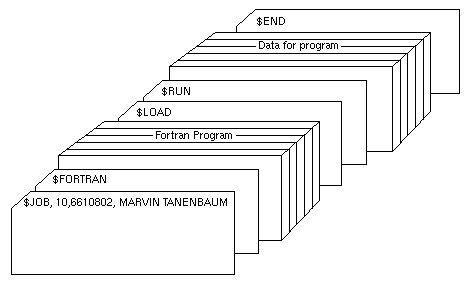 $END
Data for program
$RUN
$LOAD
Fortran Program
$FORTRAN
$JOB, 10,6610802, MARVIN TANENBAUM